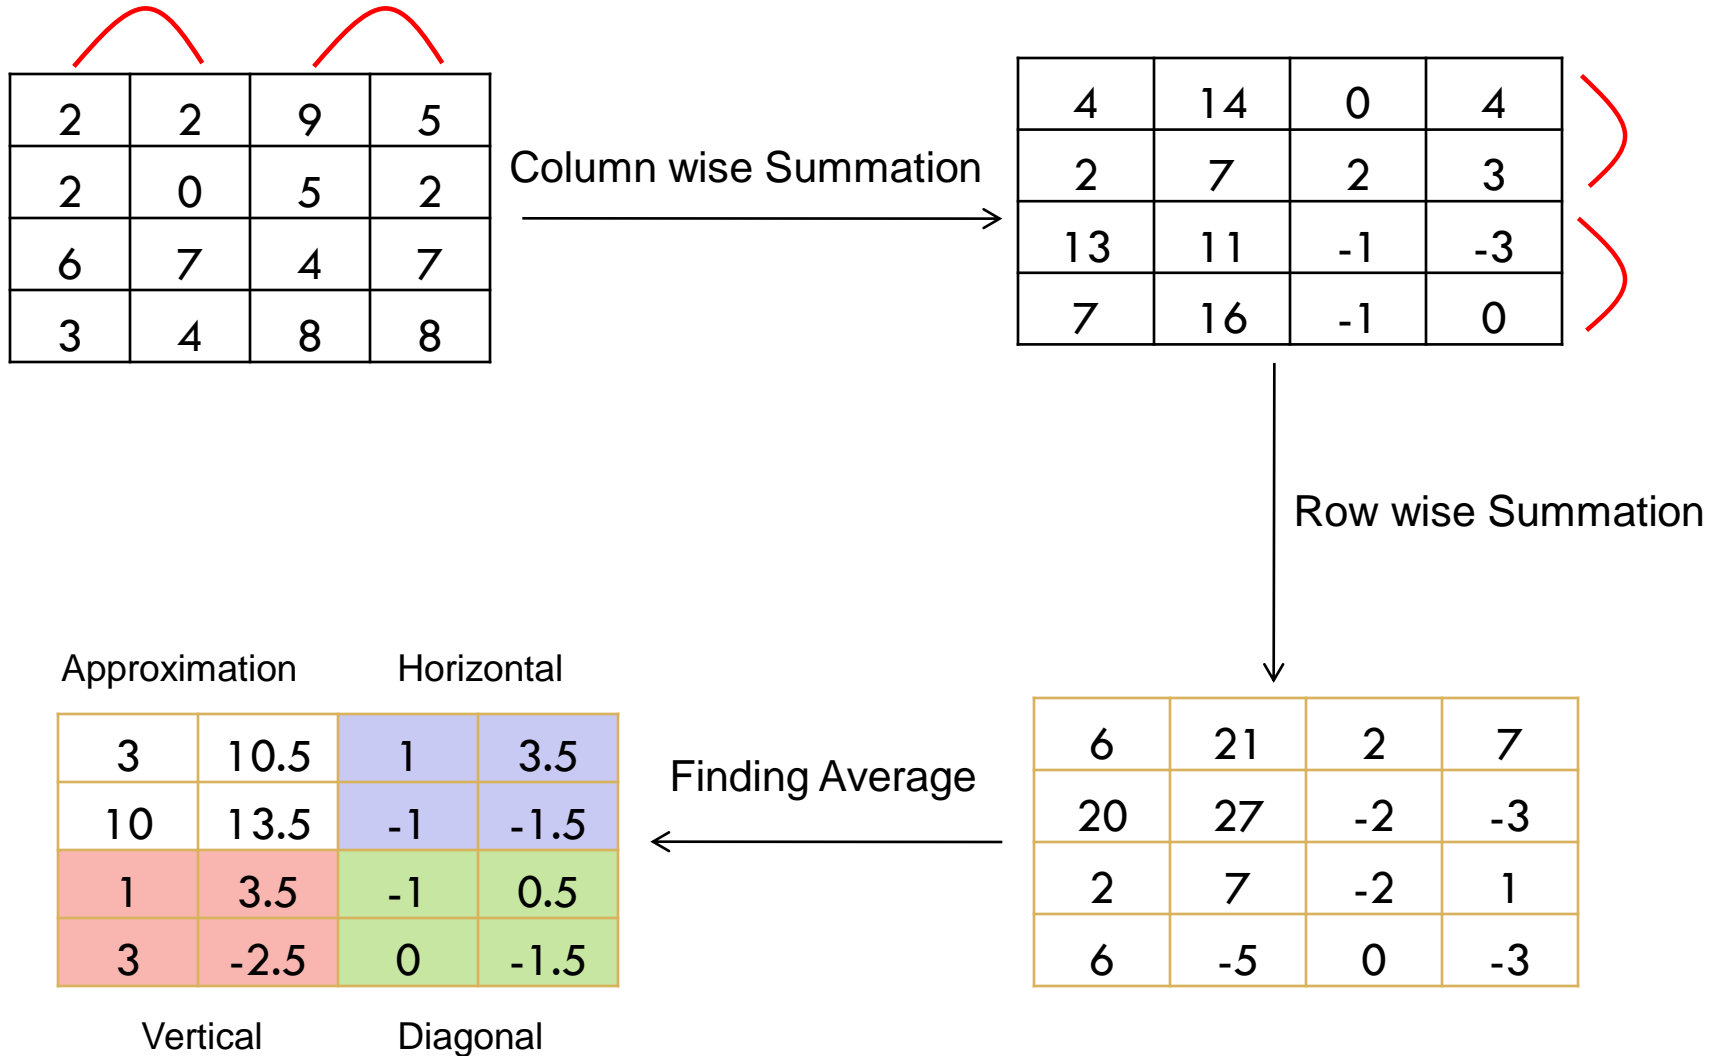 2 2 9 5
2 0 5 2
6 7 4 7
3 4 8 8
Column wise Summation
4 14 0 4
2 7 2 3
13 11 -1 -3
7 16 -1 0
Row wise Summation
6 21 2 7
20 27 -2 -3
2 7 -2 1
6 -5 0 -3
Finding Average
Approximation Horizontal
3 10.5 1 3.5
10 13.5 -1 -1.5
1 3.5 -1 0.5
3 -2.5 0 -1.5
Vertical Diagonal